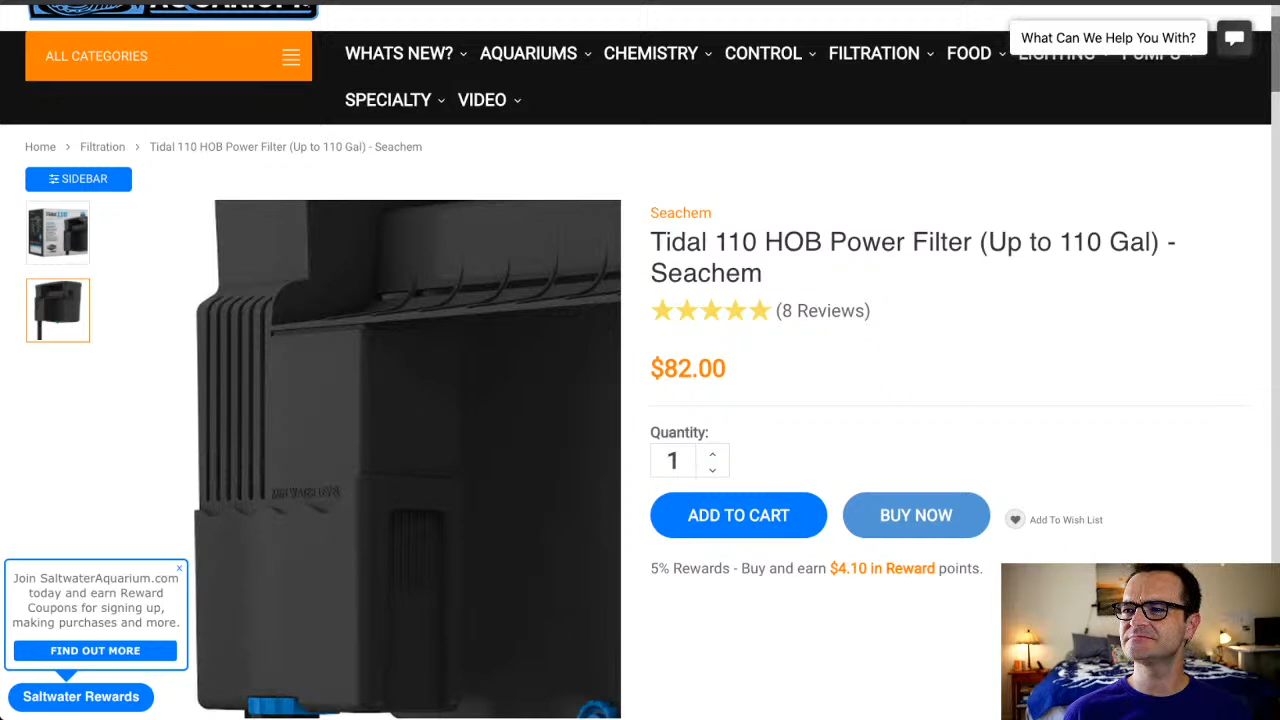 What Can We Help You With?
ALL CATEGORIES
WHATS NEW? AQUARIUMS CHEMISTRY CONTROL FILTRATION FOOD
SPECIALTY VIDEO
Home > Filtration > Tidal 110 HOB Power Filter (Up to 110 Gal) - Seachem
SIDEBAR
Seachem
Tidal 110 HOB Power Filter (Up to 110 Gal) -
Seachem
(8 Reviews)
$82.00
Quantity:
1
ADD TO CART
BUY NOW
Add To Wish List
5% Rewards - Buy and earn $4.10 in Reward points.
x
Join SaltwaterAquarium.com
today and earn Reward
Coupons for signing up,
making purchases and more.
FIND OUT MORE
Saltwater Rewards